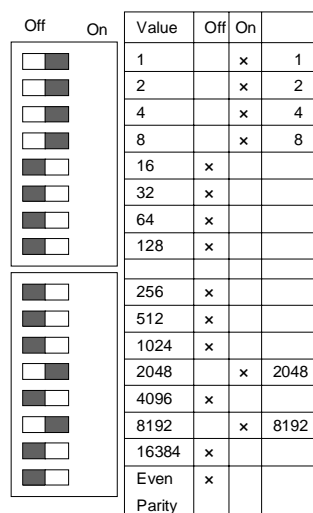 Off On Value Off On
1 × 1
2 × 2
4 × 4
8 × 8
16 ×
32 ×
64 ×
128 ×
256 ×
512 ×
1024 ×
2048 × 2048
4096 ×
8192 × 8192
16384 ×
Even ×
Parity